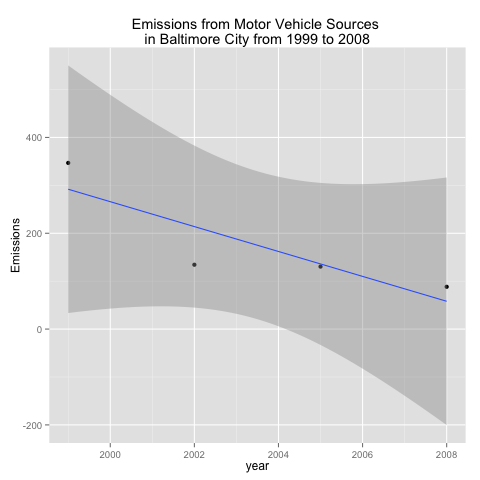 Emissions from Motor Vehicle Sources
in Baltimore City from 1999 to 2008
400
200
0
-200
Emissions
2000 2002 2004 2006 2008
year